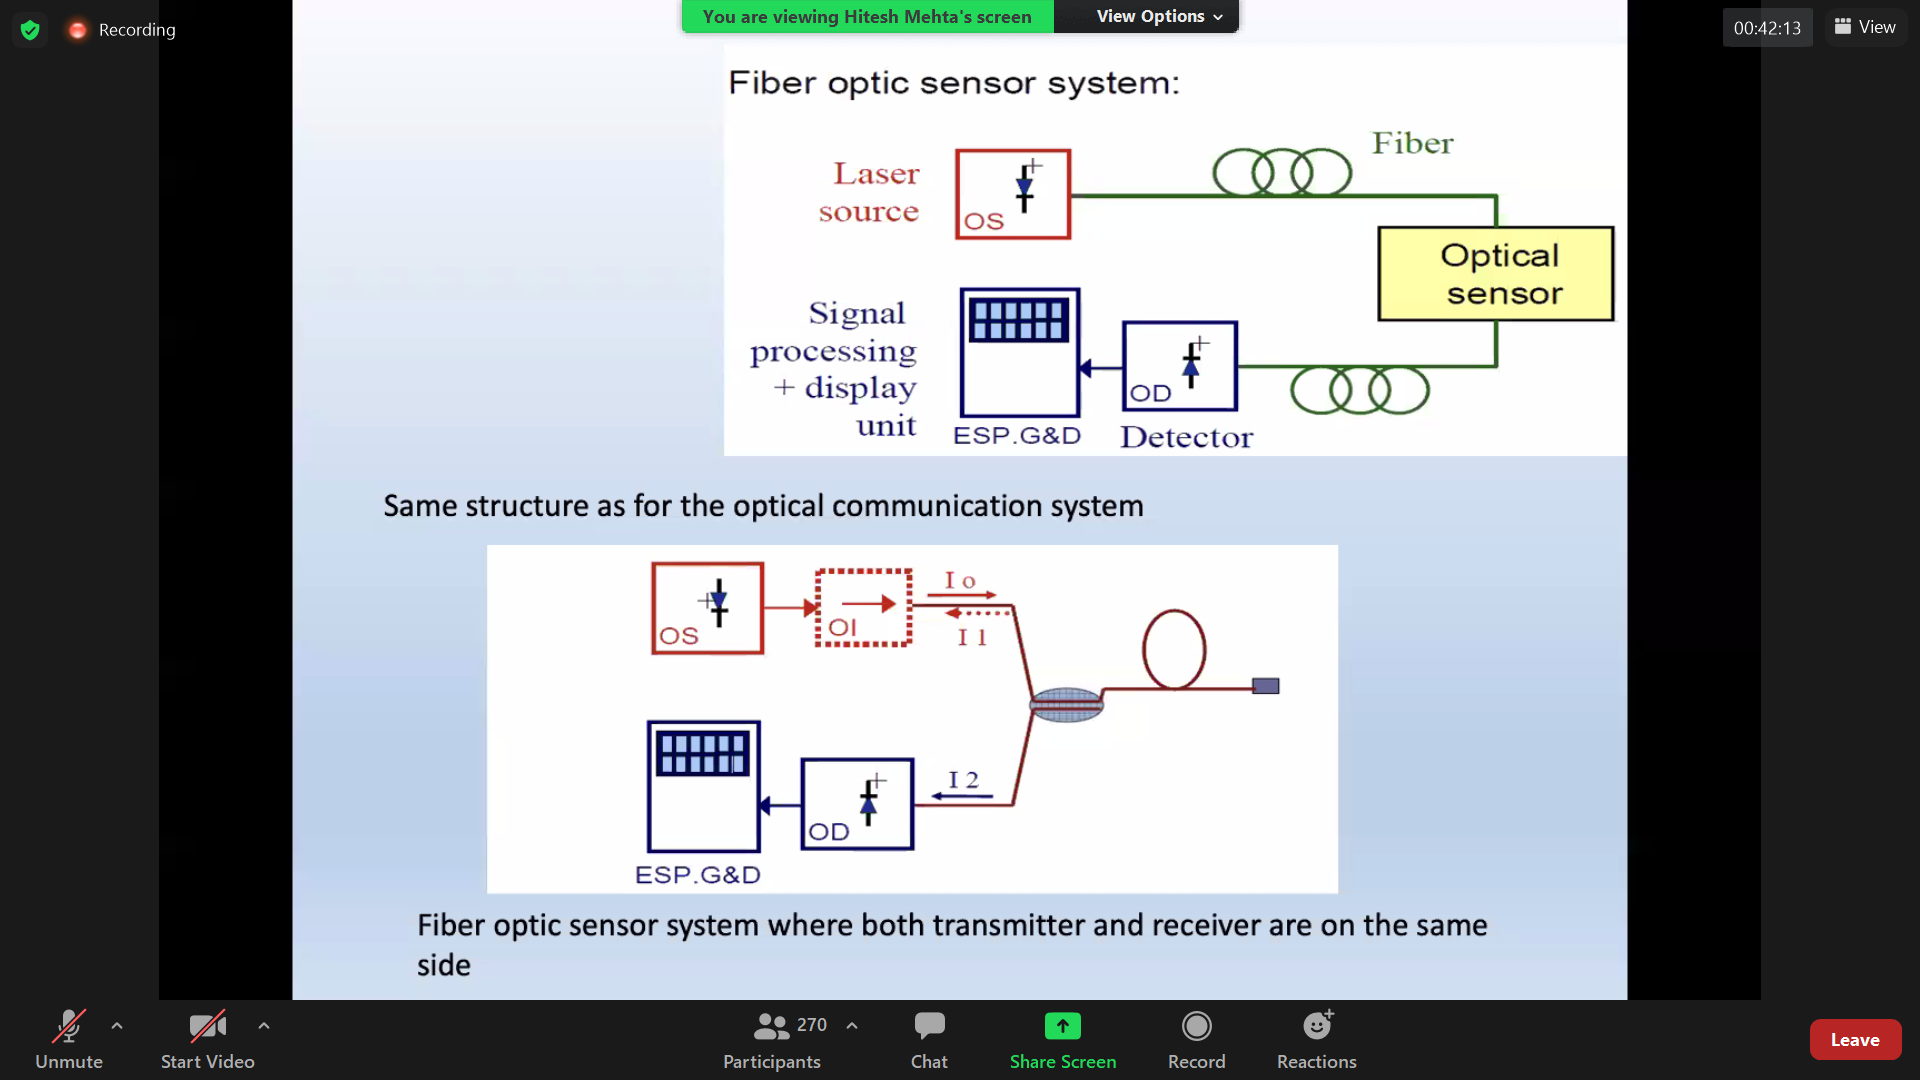 You are viewing Hitesh Mehta's screen
View Options
Recording
00:42:13
View
Fiber optic sensor system:
Laser
source
OS
Fiber
Optical
sensor
Signal
processing
+ display
unit
ESP.G&D
OD
Detector
Same structure as for the optical communication system
OS
OI
I o
I 1
I 2
OD
ESP.G&D
Fiber optic sensor system where both transmitter and receiver are on the same
side
Unmute
Start Video
270
Participants
Chat
Share Screen
Record
Reactions
Leave